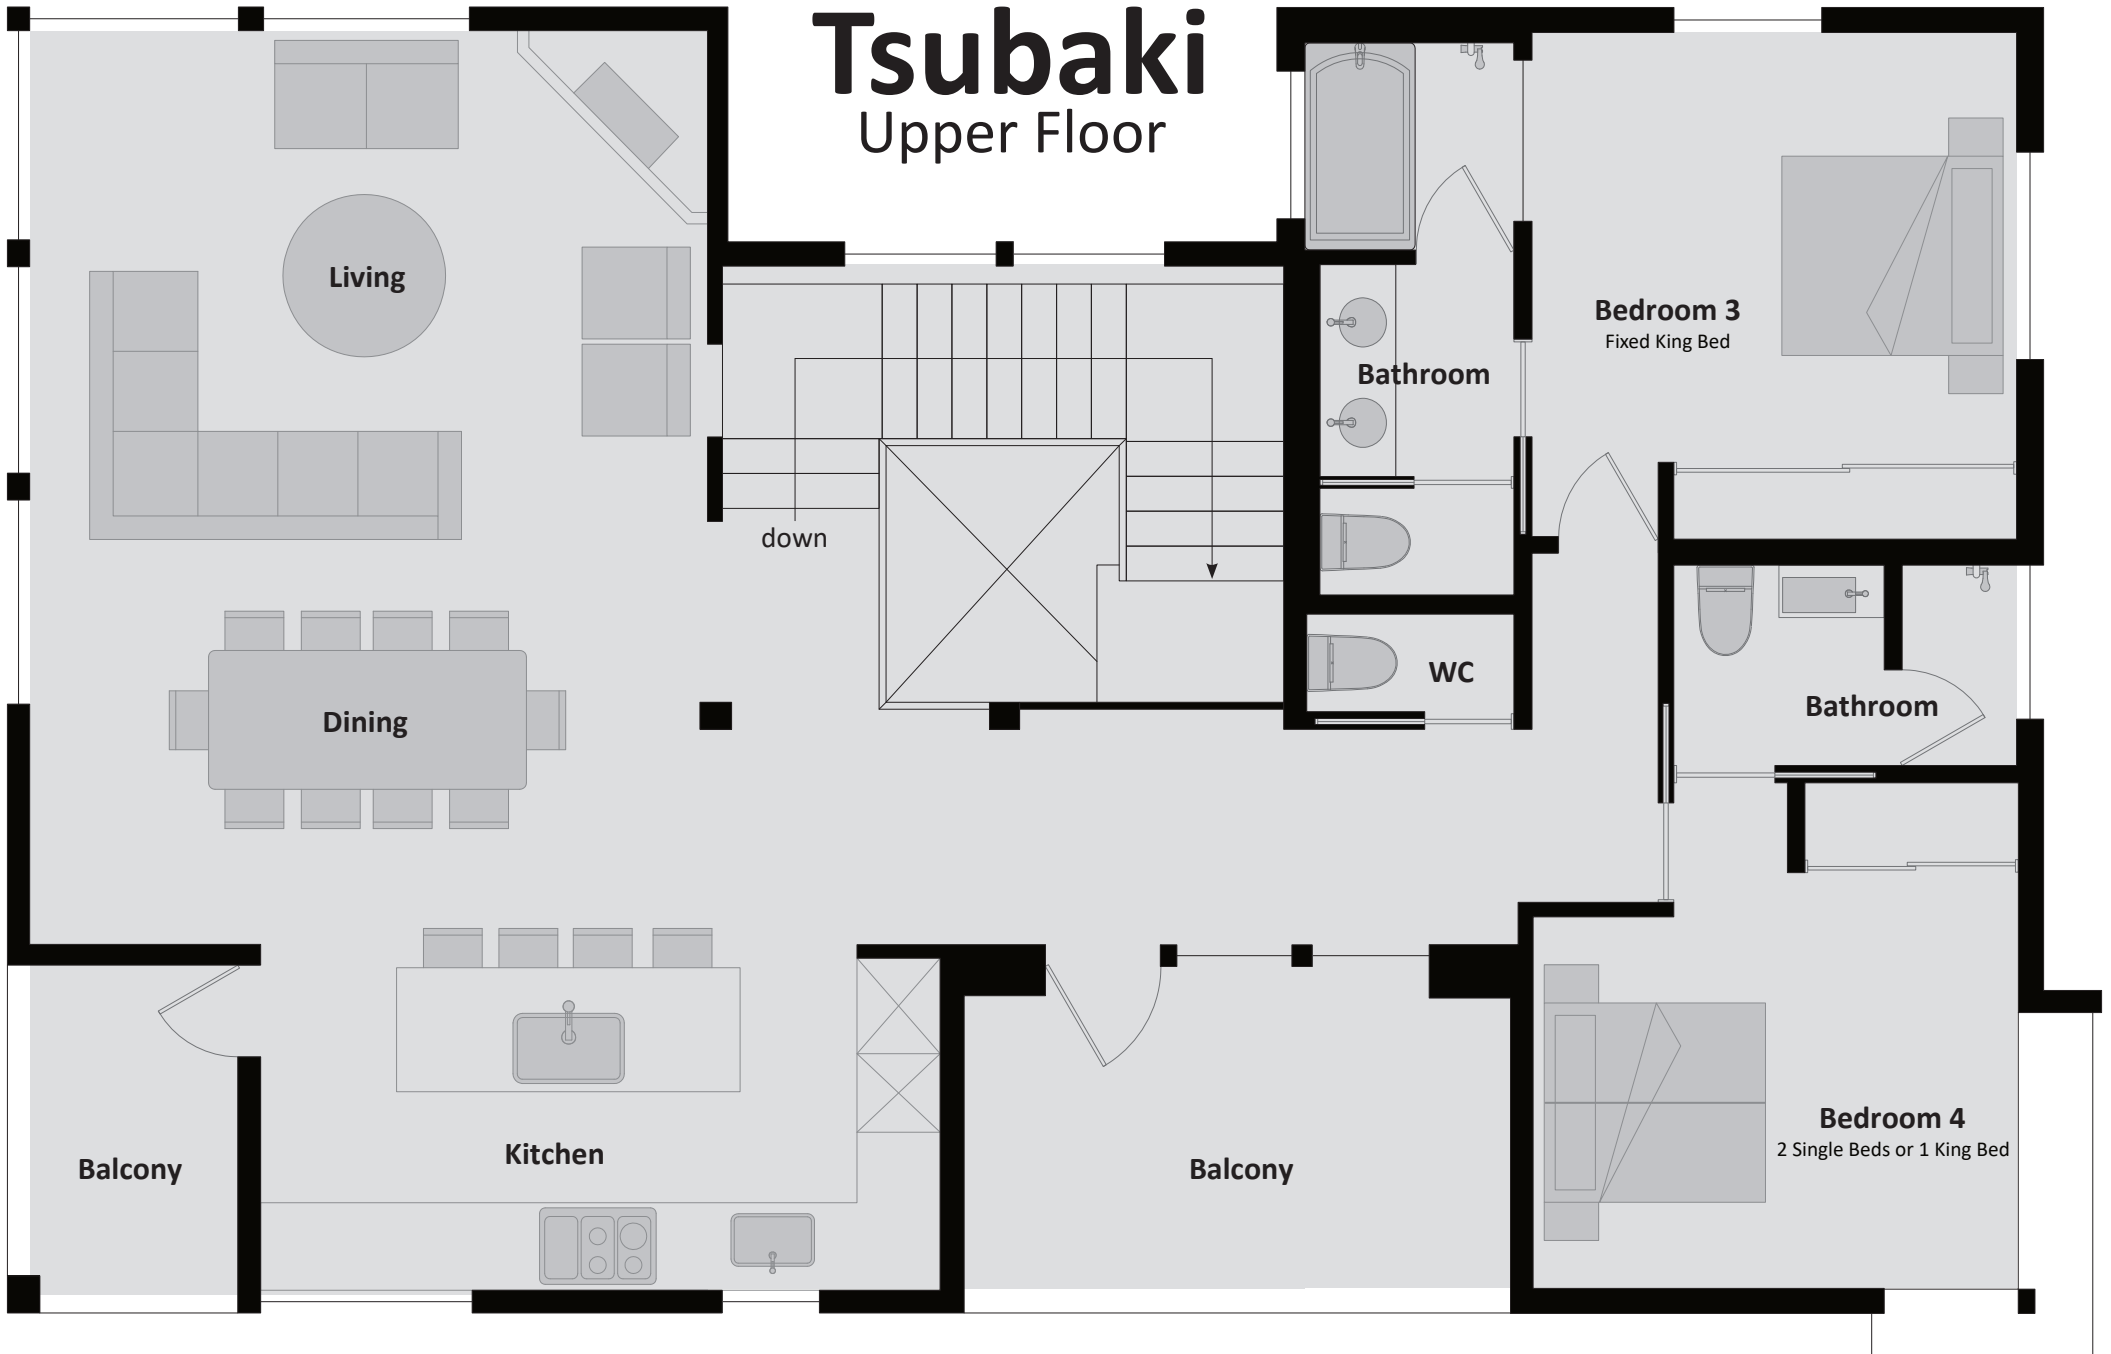 Tsubaki
Upper Floor
Living
Bedroom 3
Fixed King Bed
Bathroom
down
WC
Bathroom
Dining
Bedroom 4
2 Single Beds or 1 King Bed
Kitchen
Balcony
Balcony